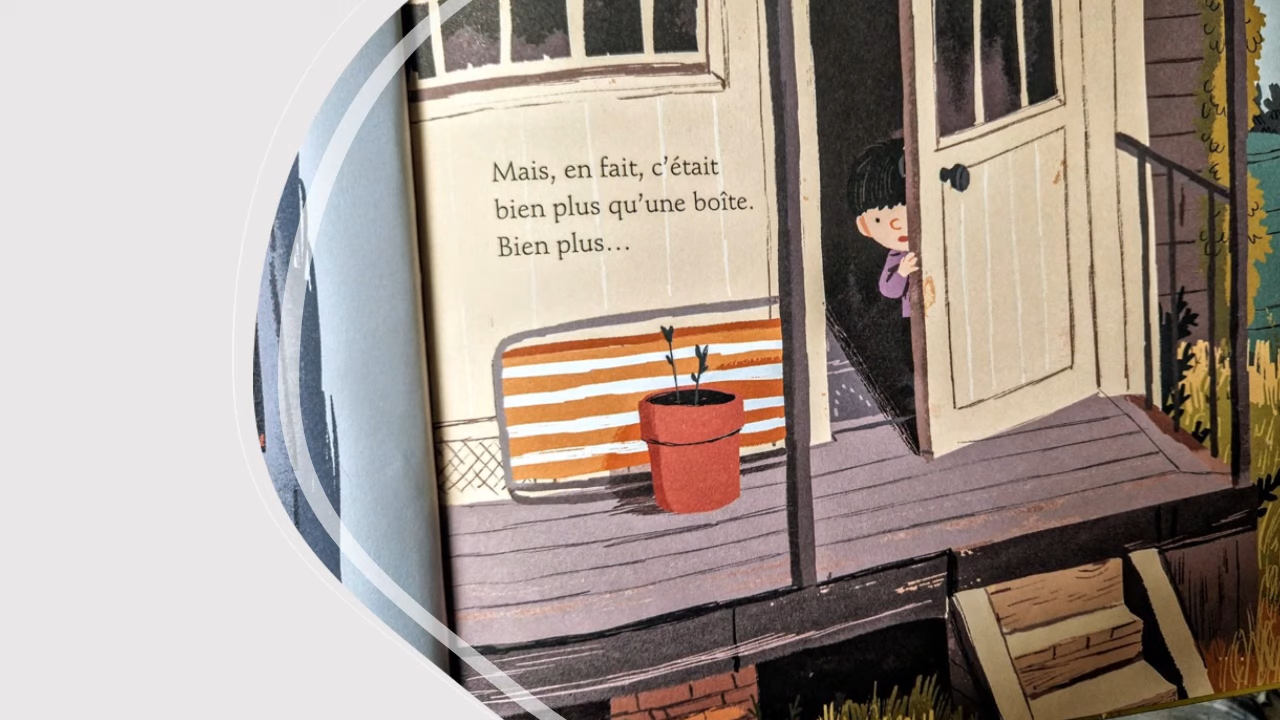 Mais, en fait, c’était
bien plus qu’une boîte.
Bien plus…